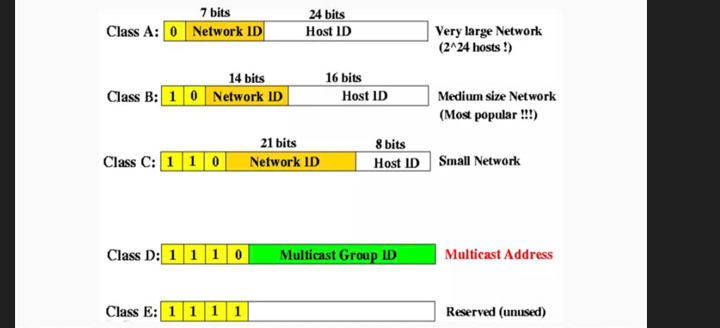 7 bits 24 bits
Class A: 0 Network ID Host ID Very large Network
(2^24 hosts !)
14 bits 16 bits
Class B: 1 0 Network ID Host ID Medium size Network
(Most popular !!!)
21 bits 8 bits
Class C: 1 1 0 Network ID Host ID Small Network
Class D: 1 1 1 0 Multicast Group ID Multicast Address
Class E: 1 1 1 1 Reserved (unused)